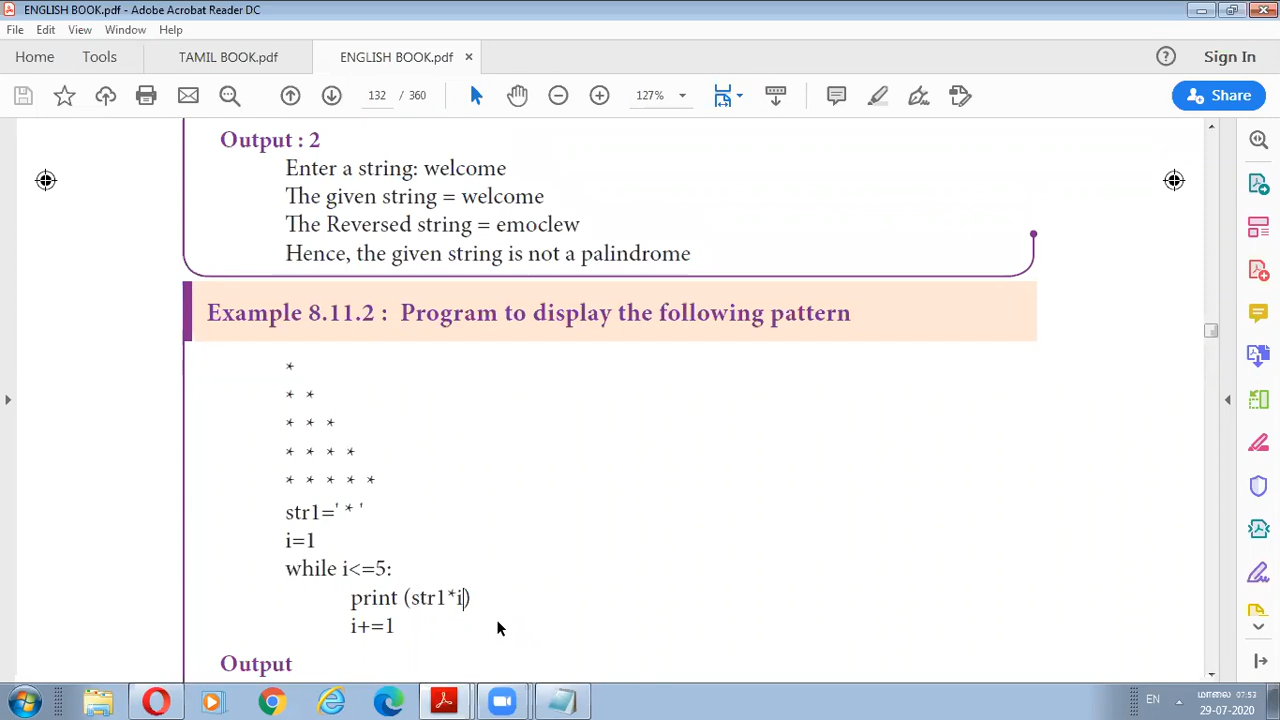 ENGLISH BOOK.pdf - Adobe Acrobat Reader DC
File Edit View Window Help
Home Tools TAMIL BOOK.pdf ENGLISH BOOK.pdf × Sign In
132 / 360 127% Share
Output : 2
Enter a string: welcome
The given string = welcome
The Reversed string = emoclew
Hence, the given string is not a palindrome
Example 8.11.2 : Program to display the following pattern
*
* *
* * *
* * * *
* * * * *
str1=' * '
i=1
while i<=5:
print (str1*i)
i+=1
Output
EN மாலை 07:53
29-07-2020